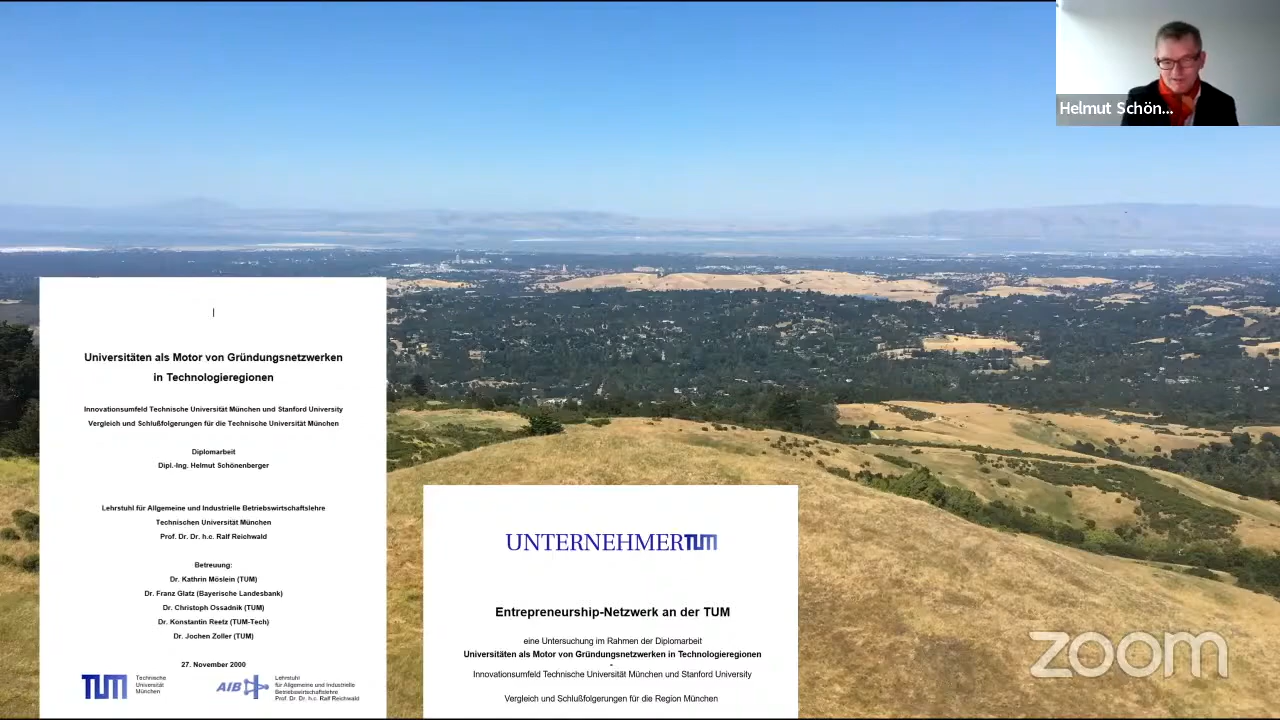 Helmut Schön...
Universitäten als Motor von Gründungsnetzwerken
in Technologieregionen
Innovationsumfeld Technische Universität München und Stanford University
Vergleich und Schlußfolgerungen für die Technische Universität München
Diplomarbeit
Dipl.-Ing. Helmut Schönenberger
Lehrstuhl für Allgemeine und Industrielle Betriebswirtschaftslehre
Technischen Universität München
Prof. Dr. Dr. h.c. Ralf Reichwald
Betreuung:
Dr. Kathrin Möslein (TUM)
Dr. Franz Glatz (Bayerische Landesbank)
Dr. Christoph Ossadnik (TUM)
Dr. Konstantin Reetz (TUM-Tech)
Dr. Jochen Zoller (TUM)
27. November 2000
TUM
Technische
Universität
München
AIB
Lehrstuhl
für Allgemeine und Industrielle
Betriebswirtschaftslehre
Prof. Dr. Dr. h.c. Ralf Reichwald
UNTERNEHMERTUM
Entrepreneurship-Netzwerk an der TUM
eine Untersuchung im Rahmen der Diplomarbeit
Universitäten als Motor von Gründungsnetzwerken in Technologieregionen
-
Innovationsumfeld Technische Universität München und Stanford University
Vergleich und Schlußfolgerungen für die Region München
zoom